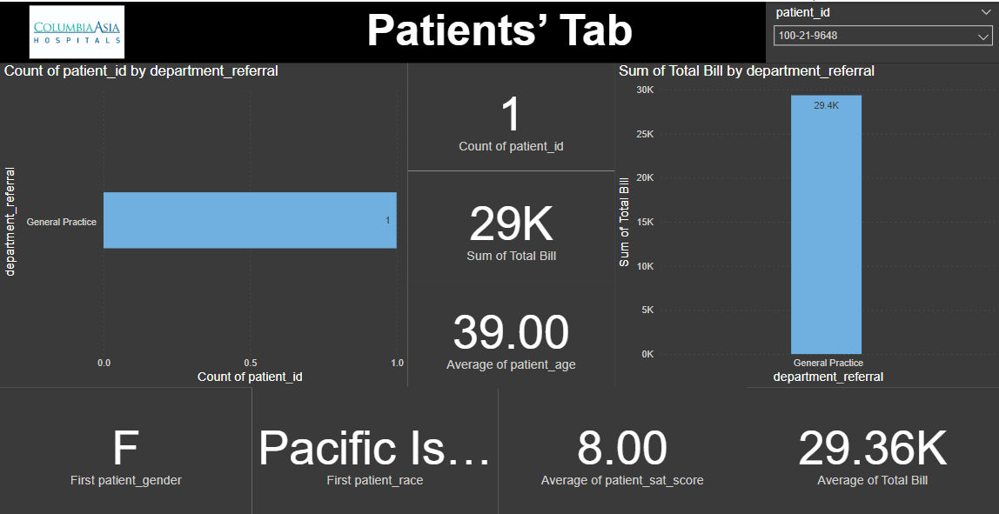 COLUMBIAASIA
HOSPITALS
Patients’ Tab
patient_id
100-21-9648
Count of patient_id by department_referral
department_referral
General Practice
1
0.0
0.5
1.0
Count of patient_id
1
Count of patient_id
29K
Sum of Total Bill
39.00
Average of patient_age
Sum of Total Bill by department_referral
Sum of Total Bill
30K
25K
20K
15K
10K
5K
0K
29.4K
General Practice
department_referral
F
First patient_gender
Pacific Is…
First patient_race
8.00
Average of patient_sat_score
29.36K
Average of Total Bill